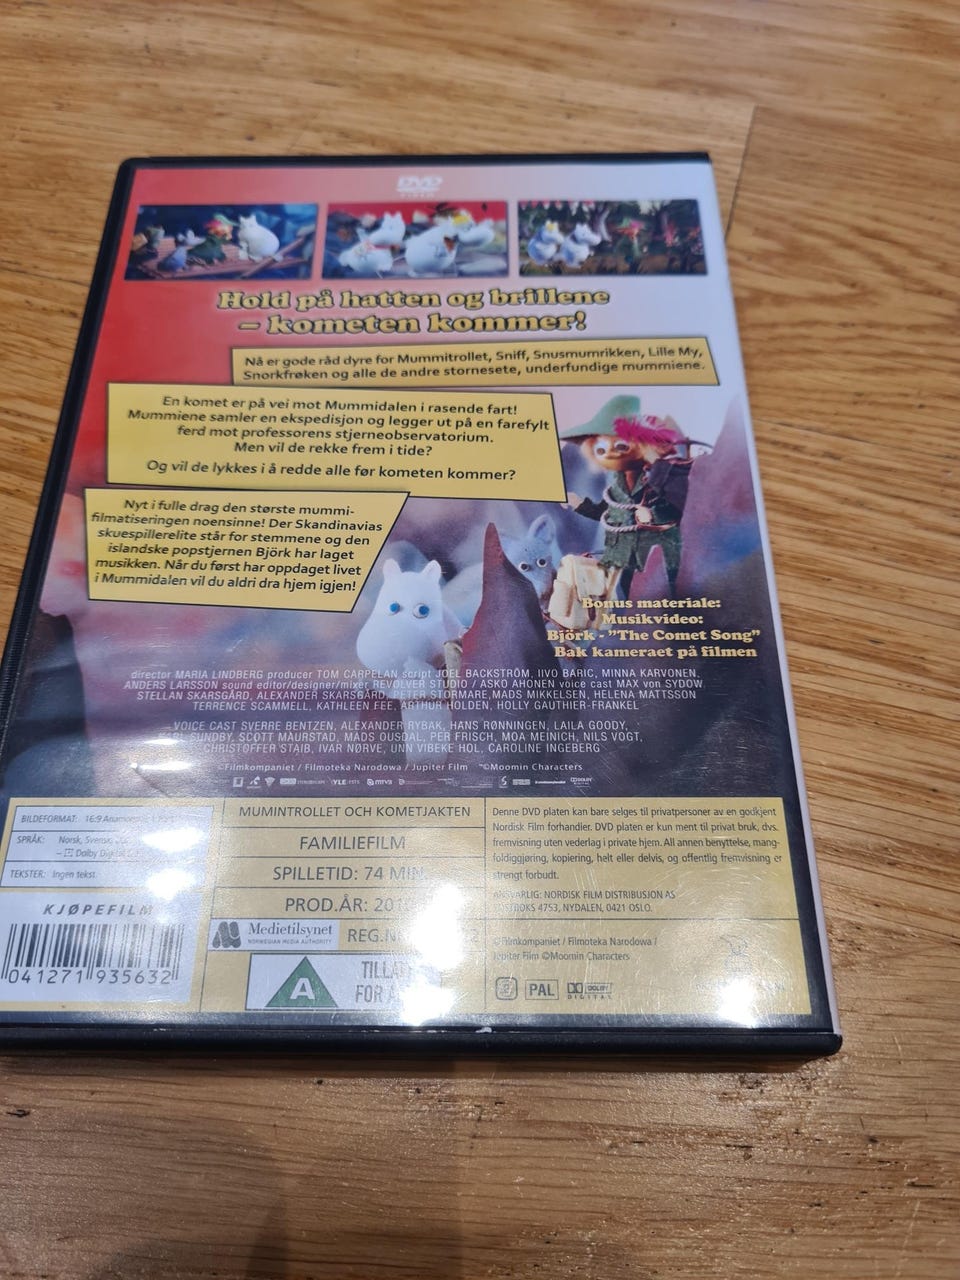 DVD
VIDEO
Hold på hatten og brillene
– kometen kommer!
Nå er gode råd dyre for Mummitrollet, Sniff, Snusmumrikken, Lille My,
Snorkfrøken og alle de andre stornesete, underfundige mummiene.
En komet er på vei mot Mummidalen i rasende fart!
Mummiene samler en ekspedisjon og legger ut på en farefylt
ferd mot professorens stjerneobservatorium.
Men vil de rekke frem i tide?
Og vil de lykkes i å redde alle før kometen kommer?
Nyt i fulle drag den største mummi-
filmatiseringen noensinne! Der Skandinavias
skuespillerelite står for stemmene og den
islandske popstjernen Björk har laget
musikken. Når du først har oppdaget livet
i Mummidalen vil du aldri dra hjem igjen!
Bonus materiale:
Musikvideo:
Björk - "The Comet Song"
Bak kameraet på filmen
director MARIA LINDBERG producer TOM CARPELAN script JOEL BACKSTRÖM, IIVO BARIC, MINNA KARVONEN,
ANDERS LARSSON sound editor/designer/mixer REVOLVER STUDIO / ASKO AHONEN voice cast MAX von SYDOW,
STELLAN SKARSGÅRD, ALEXANDER SKARSGÅRD, PETER STORMARE, MADS MIKKELSEN, HELENA MATTSSON
TERRENCE SCAMMELL, KATHLEEN FEE, ARTHUR HOLDEN, HOLLY GAUTHIER-FRANKEL
VOICE CAST SVERRE BENTZEN, ALEXANDER RYBAK, HANS RØNNINGEN, LAILA GOODY,
KARL SUNDBY, SCOTT MAURSTAD, MADS OUSDAL, PER FRISCH, MOA MEINICH, NILS VOGT,
CHRISTOFFER STAIB, IVAR NØRVE, UNN VIBEKE HOL, CAROLINE INGEBERG
©Filmkompaniet / Filmoteka Narodowa / Jupiter Film ™©Moomin Characters
BILDEFORMAT: 16:9
SPRÅK: Norsk, Svensk
– Dolby Digital
TEKSTER: Ingen tekst
KJØPEFILM
041271 935632
MUMINTROLLET OCH KOMETJAKTEN
FAMILIEFILM
SPILLETID: 74 MIN.
PROD.ÅR:
Medietilsynet
NORWEGIAN MEDIA AUTHORITY
A
FOR
Denne DVD platen kan bare selges til privatpersoner av en godkjent
Nordisk Film forhandler. DVD platen er kun ment til privat bruk, dvs.
fremvisning uten vederlag i private hjem. All annen benyttelse, mang-
foldiggjøring, kopiering, helt eller delvis, og offentlig fremvisning er
strengt forbudt.
ANSVARLIG: NORDISK FILM DISTRIBUSJON AS
POSTBOKS 4753, NYDALEN, 0421 OSLO.
©Filmkompaniet / Filmoteka Narodowa /
Jupiter Film ©Moomin Characters
2
PAL
DOLBY
DIGITAL